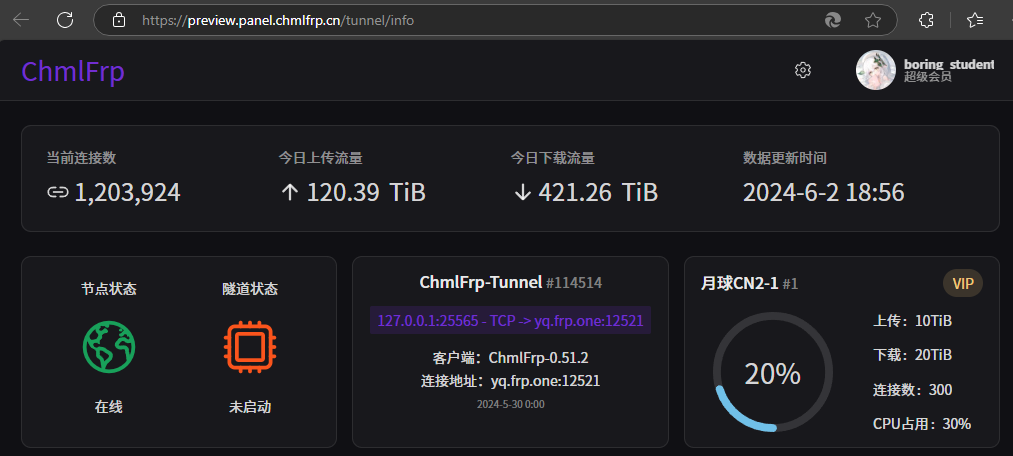 https://preview.panel.chmlfrp.cn/tunnel/info
ChmlFrp
boring_student
超级会员
当前连接数
1,203,924
今日上传流量
120.39 TiB
今日下载流量
421.26 TiB
数据更新时间
2024-6-2 18:56
节点状态
在线
隧道状态
未启动
ChmlFrp-Tunnel #114514
127.0.0.1:25565 - TCP -> yq.frp.one:12521
客户端：ChmlFrp-0.51.2
连接地址：yq.frp.one:12521
2024-5-30 0:00
月球CN2-1 #1
VIP
20%
上传：10TiB
下载：20TiB
连接数：300
CPU占用：30%